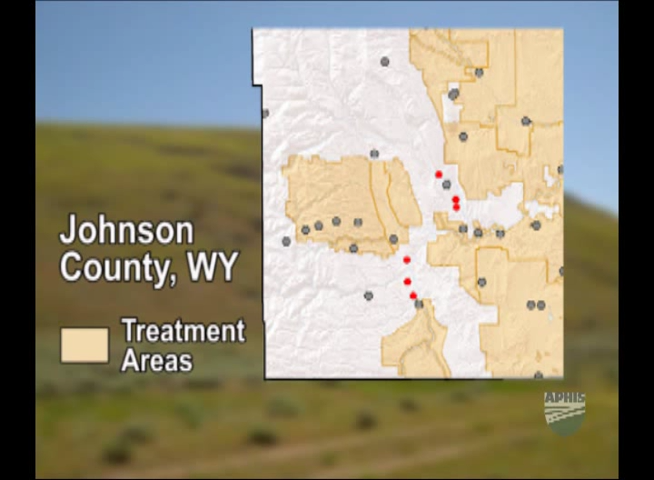 Johnson
County, WY
Treatment
Areas
APHIS